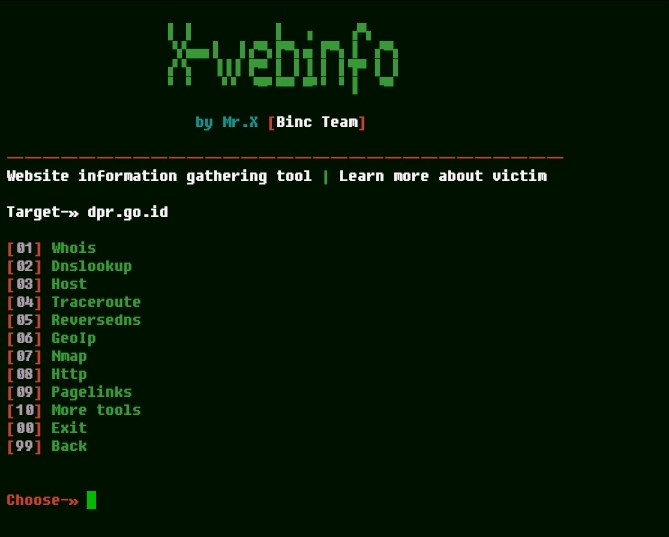 X-webinfo
by Mr.X [Binc Team]
Website information gathering tool | Learn more about victim
Target-» dpr.go.id
[01] Whois
[02] Dnslookup
[03] Host
[04] Traceroute
[05] Reversedns
[06] GeoIp
[07] Nmap
[08] Http
[09] Pagelinks
[10] More tools
[00] Exit
[99] Back
Choose-»